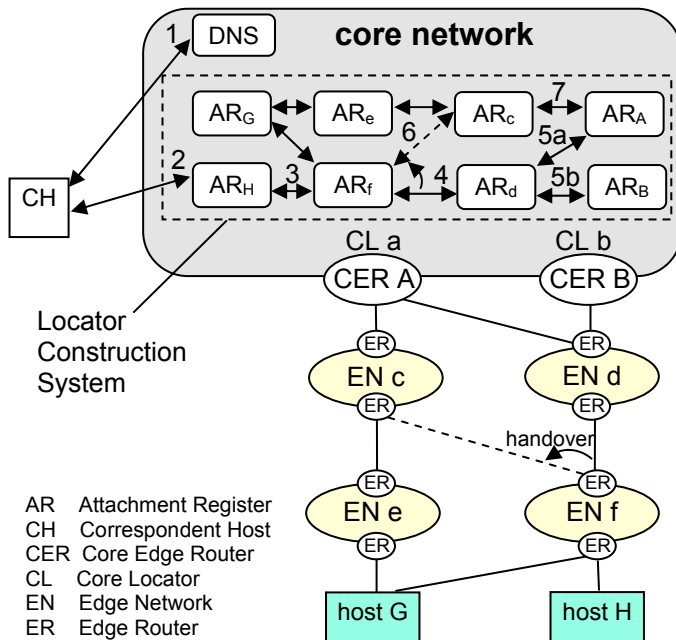 1 DNS core network
7
AR_G AR_e 6 AR_c AR_A
5a
2 3 4 5b
AR_H AR_f AR_d AR_B
CH
CL a CL b
CER A CER B
Locator
Construction
System
ER ER
EN c EN d
ER ER
handover
ER ER
EN e EN f
ER ER
host G host H
AR Attachment Register
CH Correspondent Host
CER Core Edge Router
CL Core Locator
EN Edge Network
ER Edge Router